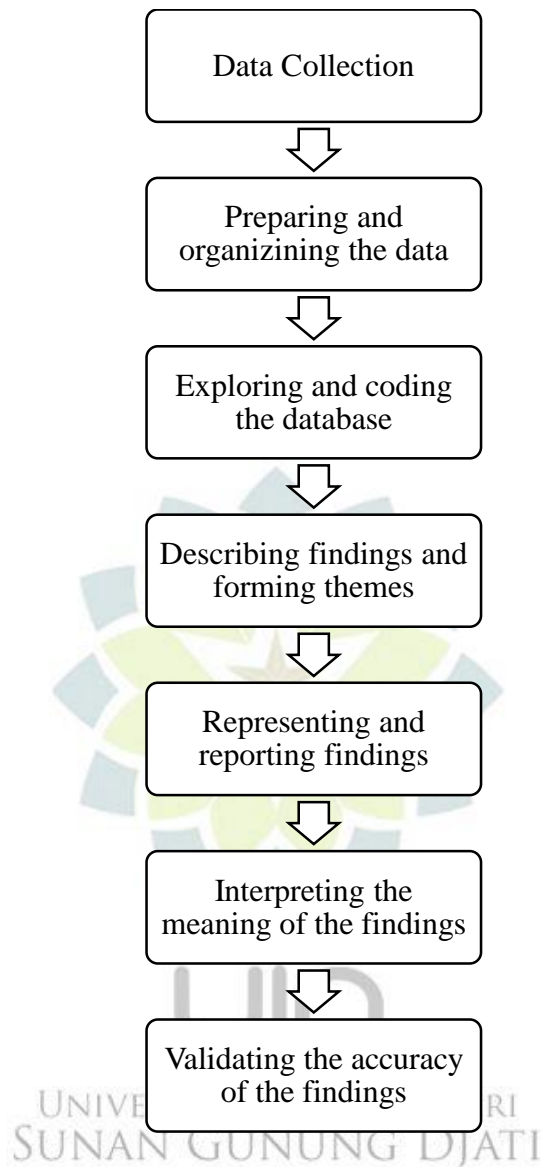 Data Collection
Preparing and
organizining the data
Exploring and coding
the database
Describing findings and
forming themes
Representing and
reporting findings
Interpreting the
meaning of the findings
Validating the accuracy
of the findings
SUNAN GUNUNG DJATI